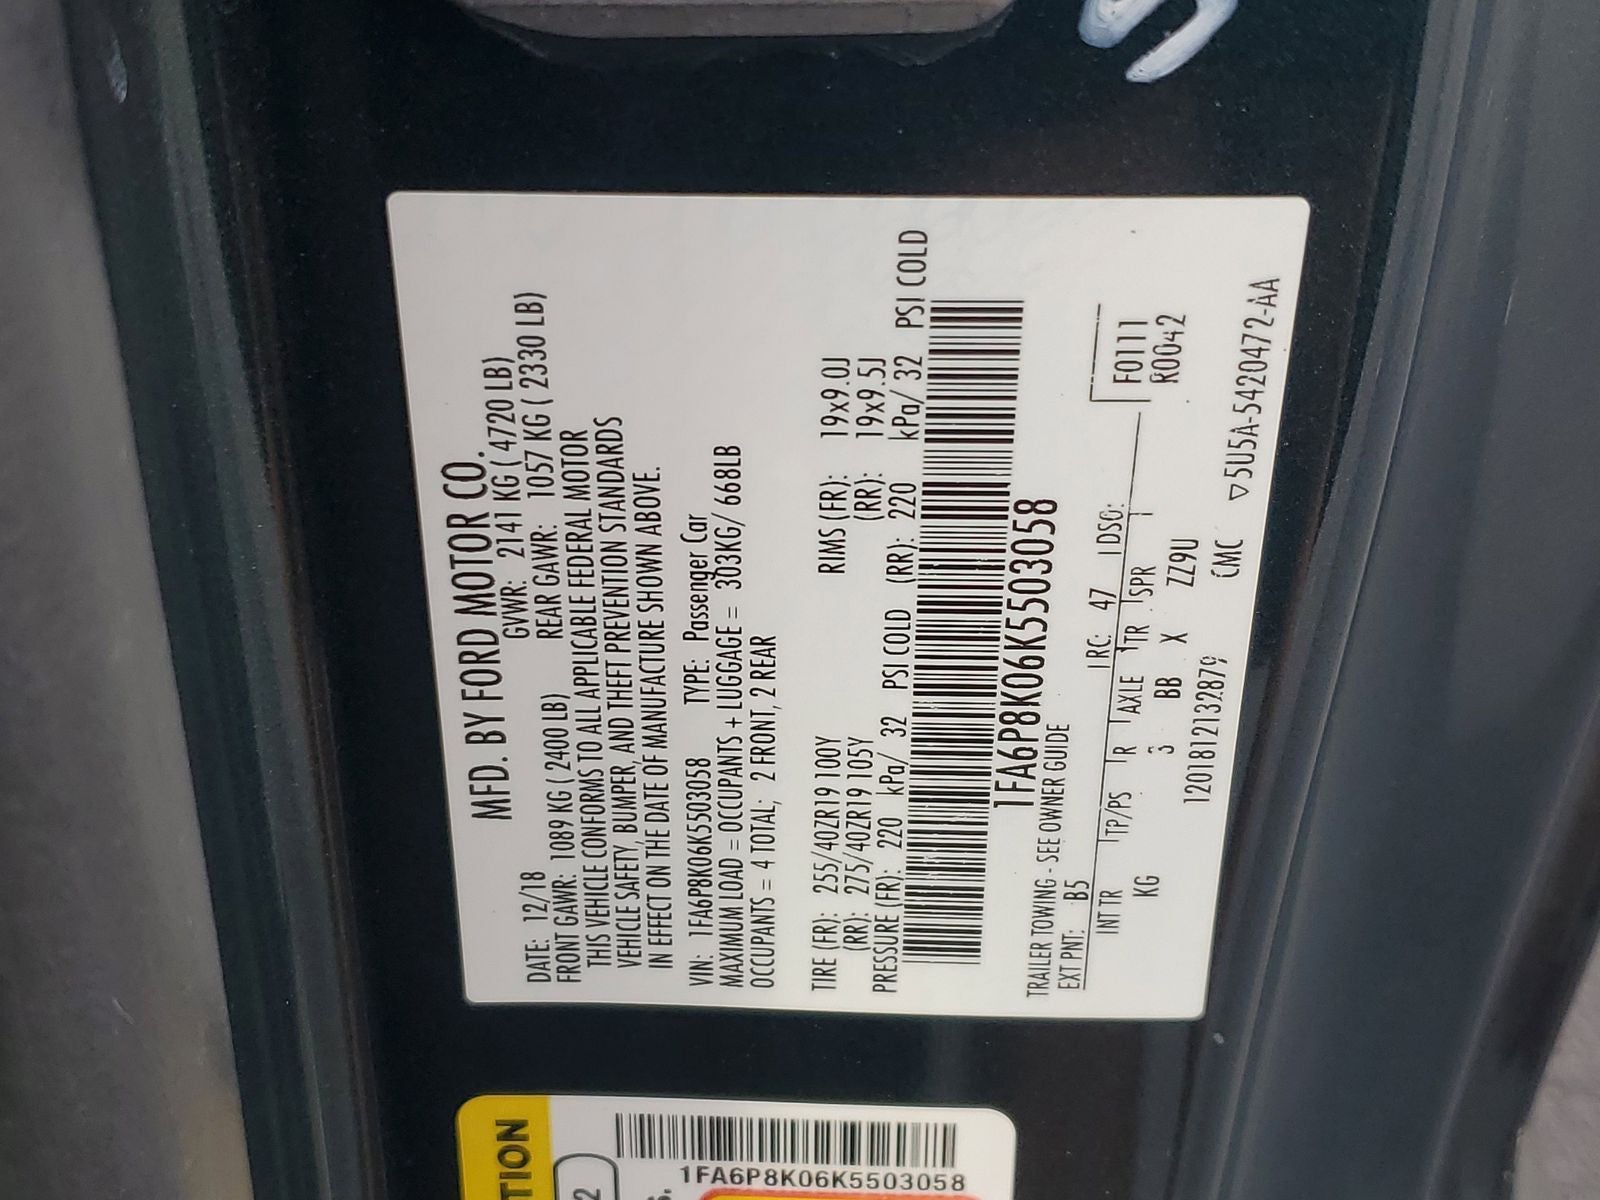 MFD. BY FORD MOTOR CO.
DATE: 12/18 GVWR: 2141 KG ( 4720 LB)
FRONT GAWR: 1089 KG ( 2400 LB) REAR GAWR: 1057 KG ( 2330 LB)
THIS VEHICLE CONFORMS TO ALL APPLICABLE FEDERAL MOTOR
VEHICLE SAFETY, BUMPER, AND THEFT PREVENTION STANDARDS
IN EFFECT ON THE DATE OF MANUFACTURE SHOWN ABOVE.
VIN: 1FA6P8K06K5503058 TYPE: Passenger Car
MAXIMUM LOAD = OCCUPANTS + LUGGAGE = 303KG/ 668LB
OCCUPANTS = 4 TOTAL; 2 FRONT, 2 REAR
TIRE (FR): 255/40ZR19 100Y RIMS (FR): 19x9.0J
(RR): 275/40ZR19 105Y (RR): 19x9.5J
PRESSURE (FR): 220 kPa/ 32 PSI COLD (RR): 220 kPa/ 32 PSI COLD
1FA6P8K06K5503058
TRAILER TOWING - SEE OWNER GUIDE
EXT PNT: B5 RC: 47 DSO:
F0111
R0042
INT TR TP/PS R AXLE TR SPR
KG 3 BB X ZZ9U
1201812132879 CMC ▽5U5A-5420472-AA
TION
2
S.
1FA6P8K06K5503058